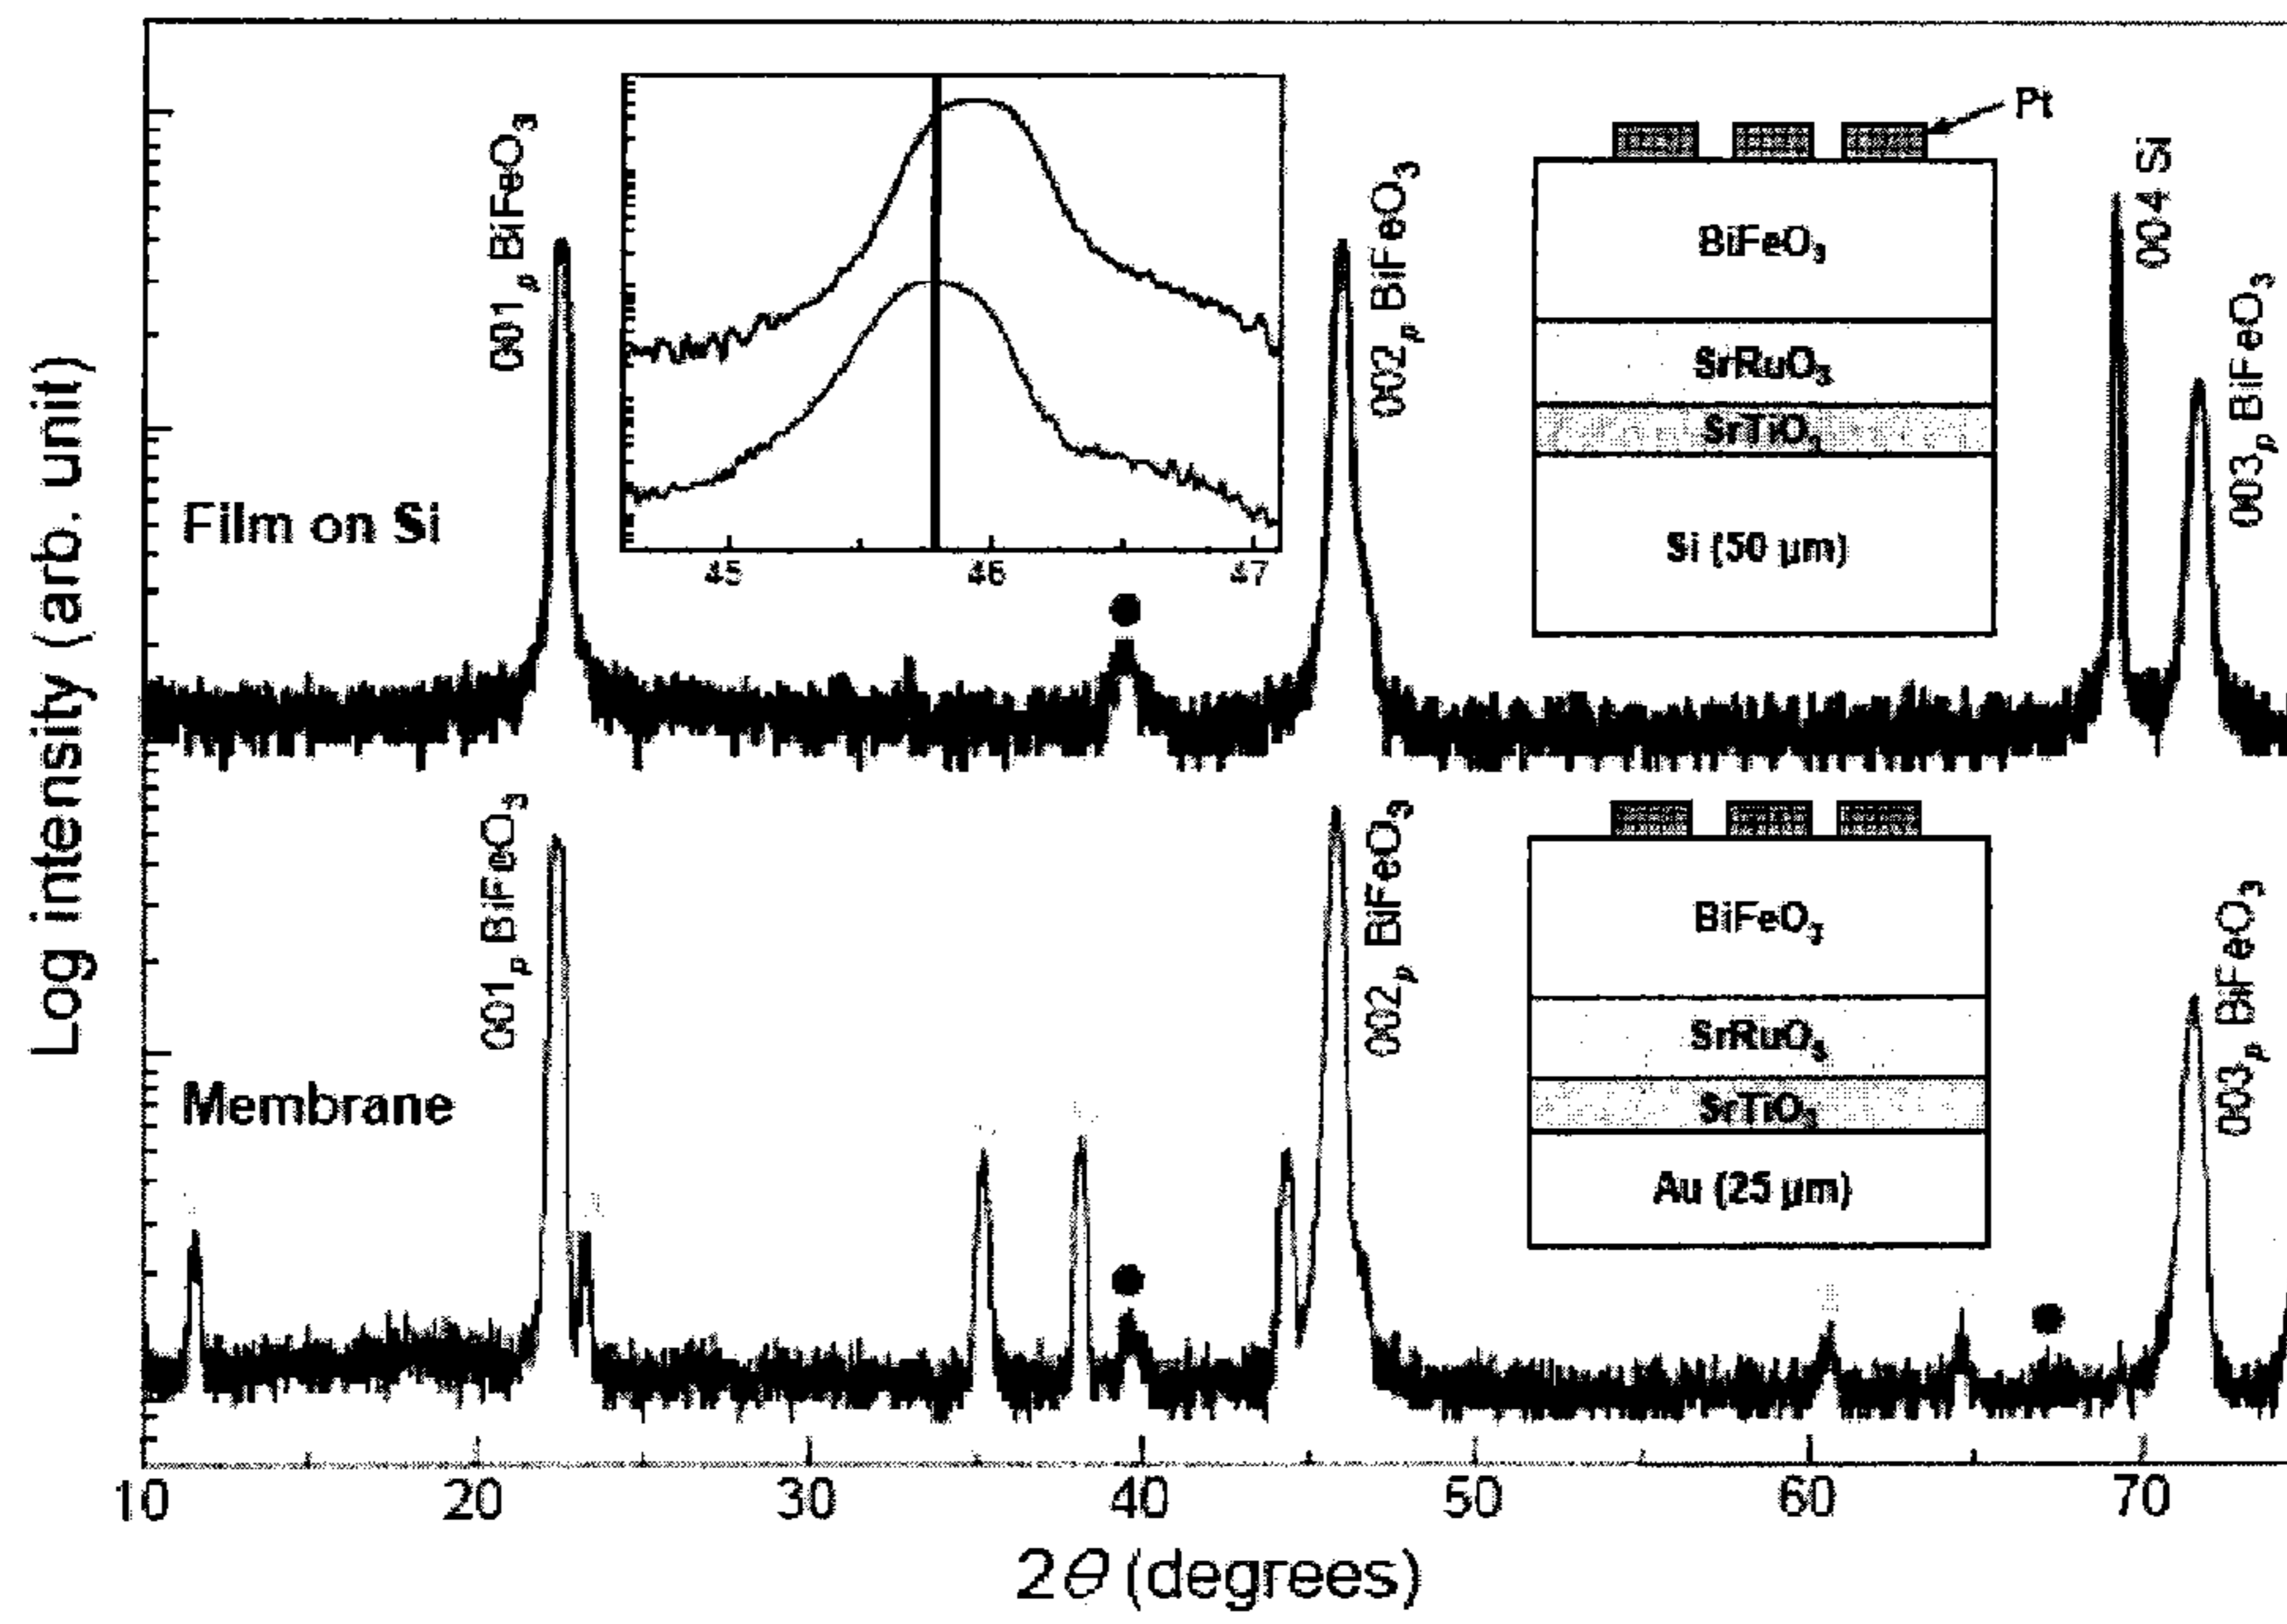 Log intensity (arb. unit)
Film on Si
001p BiFeO3
45 46 47
002p BiFeO3
Pt
BiFeO3
SrRuO3
SrTiO3
Si (50 µm)
004 Si
003p BiFeO3
Membrane
001p BiFeO3
002p BiFeO3
BiFeO3
SrRuO3
SrTiO3
Au (25 µm)
003p BiFeO3
10 20 30 40 50 60 70
2θ (degrees)